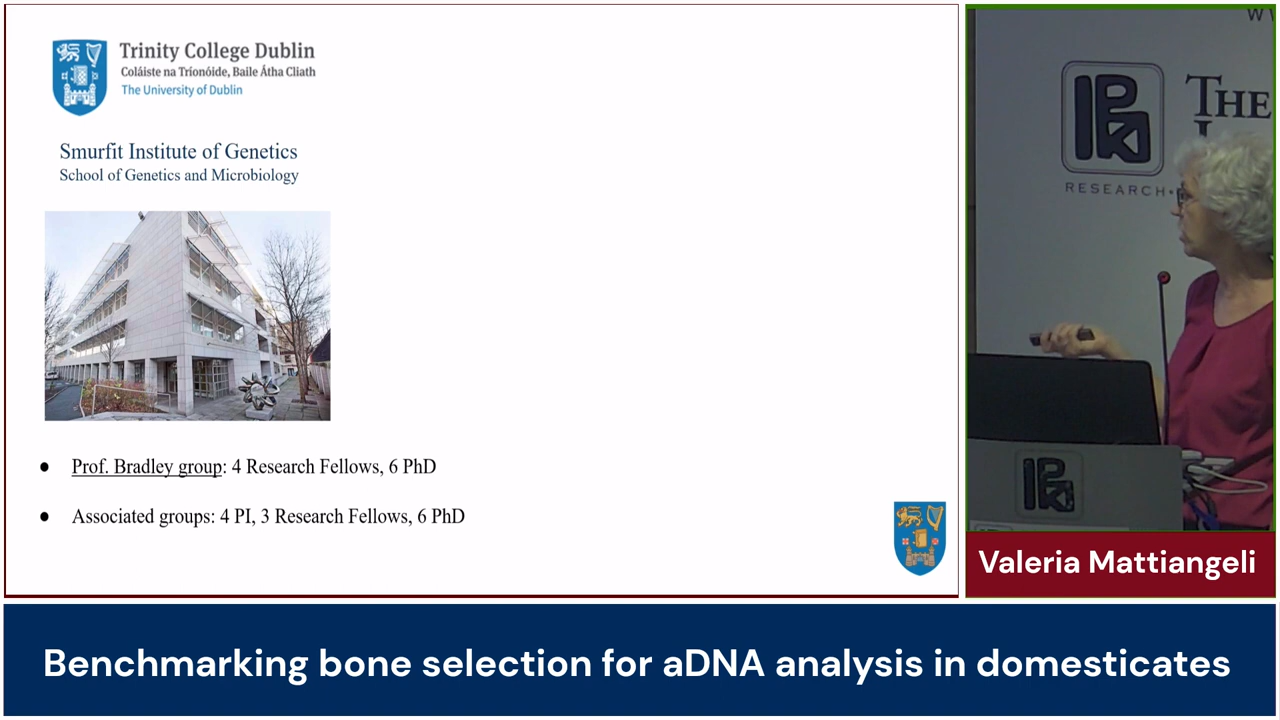 Trinity College Dublin
Coláiste na Tríonóide, Baile Átha Cliath
The University of Dublin
Smurfit Institute of Genetics
School of Genetics and Microbiology
● Prof. Bradley group: 4 Research Fellows, 6 PhD
● Associated groups: 4 PI, 3 Research Fellows, 6 PhD
W
THE
RESEARCH•
Valeria Mattiangeli
Benchmarking bone selection for aDNA analysis in domesticates